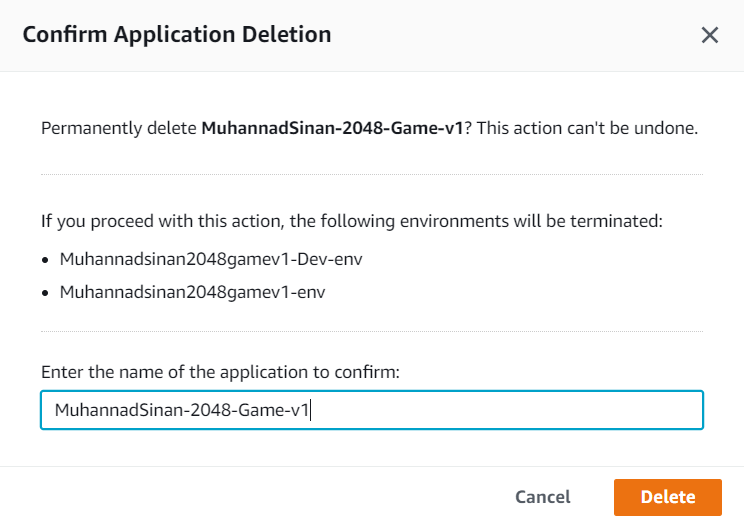 Confirm Application Deletion
Permanently delete MuhannadSinan-2048-Game-v1? This action can't be undone.
If you proceed with this action, the following environments will be terminated:
• Muhannadsinan2048gamev1-Dev-env
• Muhannadsinan2048gamev1-env
Enter the name of the application to confirm:
MuhannadSinan-2048-Game-v1
Cancel Delete